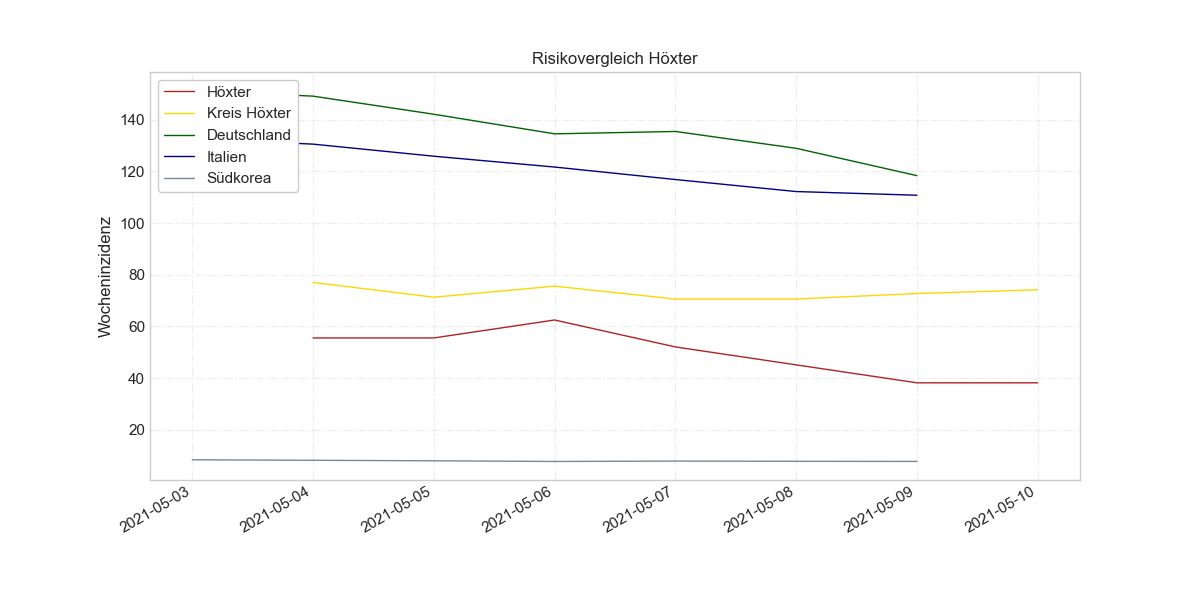 Risikovergleich Höxter
Höxter
Kreis Höxter
Deutschland
Italien
Südkorea
Wocheninzidenz
140
120
100
80
60
40
20
2021-05-03
2021-05-04
2021-05-05
2021-05-06
2021-05-07
2021-05-08
2021-05-09
2021-05-10